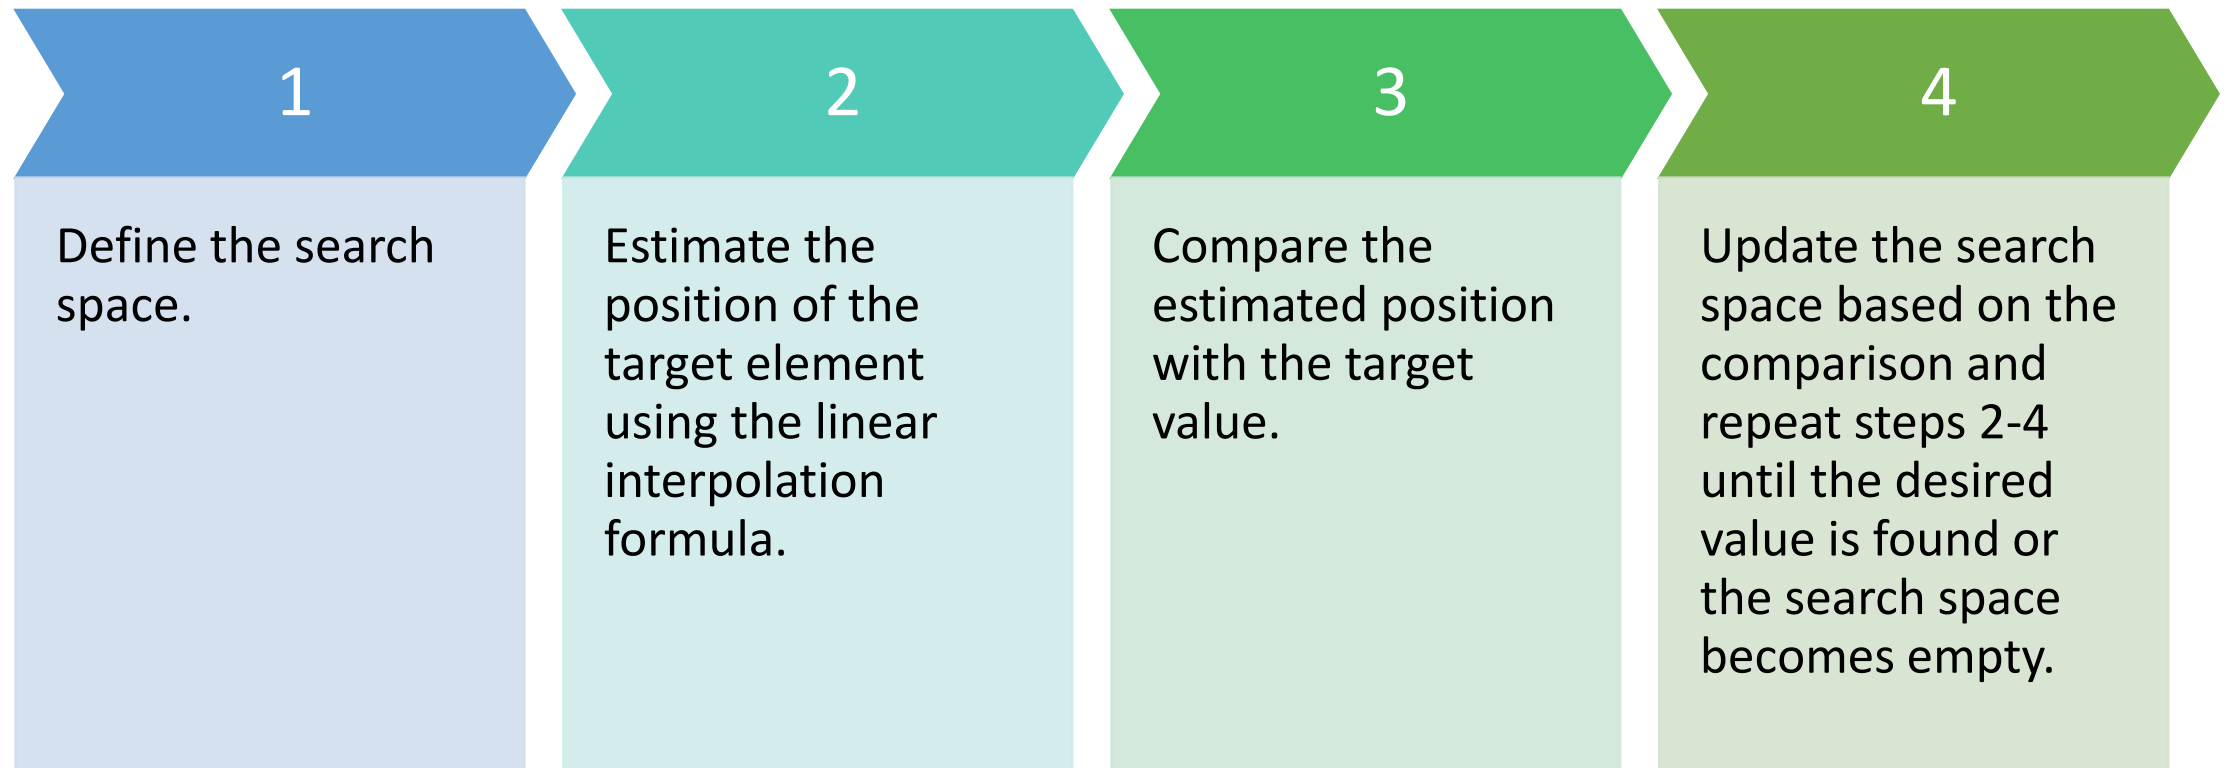 1
Define the search
space.
2
Estimate the
position of the
target element
using the linear
interpolation
formula.
3
Compare the
estimated position
with the target
value.
4
Update the search
space based on the
comparison and
repeat steps 2-4
until the desired
value is found or
the search space
becomes empty.